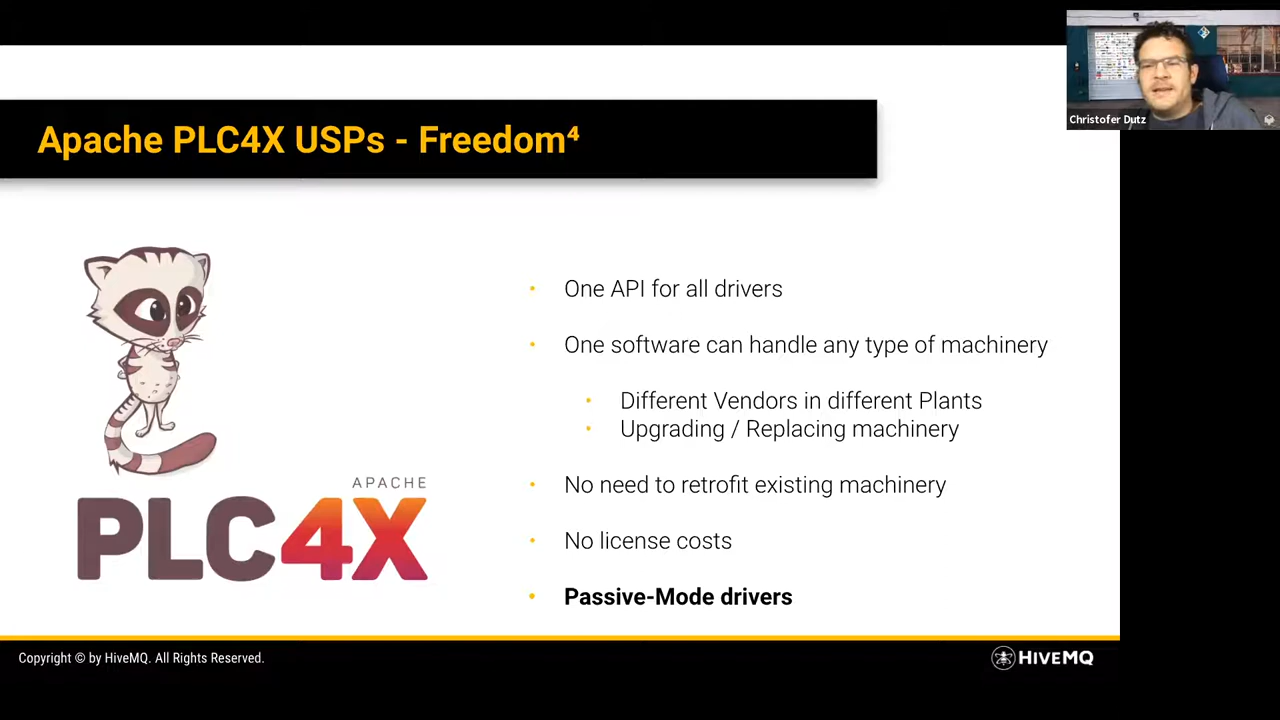 Christofer Dutz
Apache PLC4X USPs - Freedom⁴
• One API for all drivers
• One software can handle any type of machinery
• Different Vendors in different Plants
• Upgrading / Replacing machinery
• No need to retrofit existing machinery
• No license costs
• Passive-Mode drivers
APACHE
PLC4X
Copyright © by HiveMQ. All Rights Reserved.
HIVEMQ